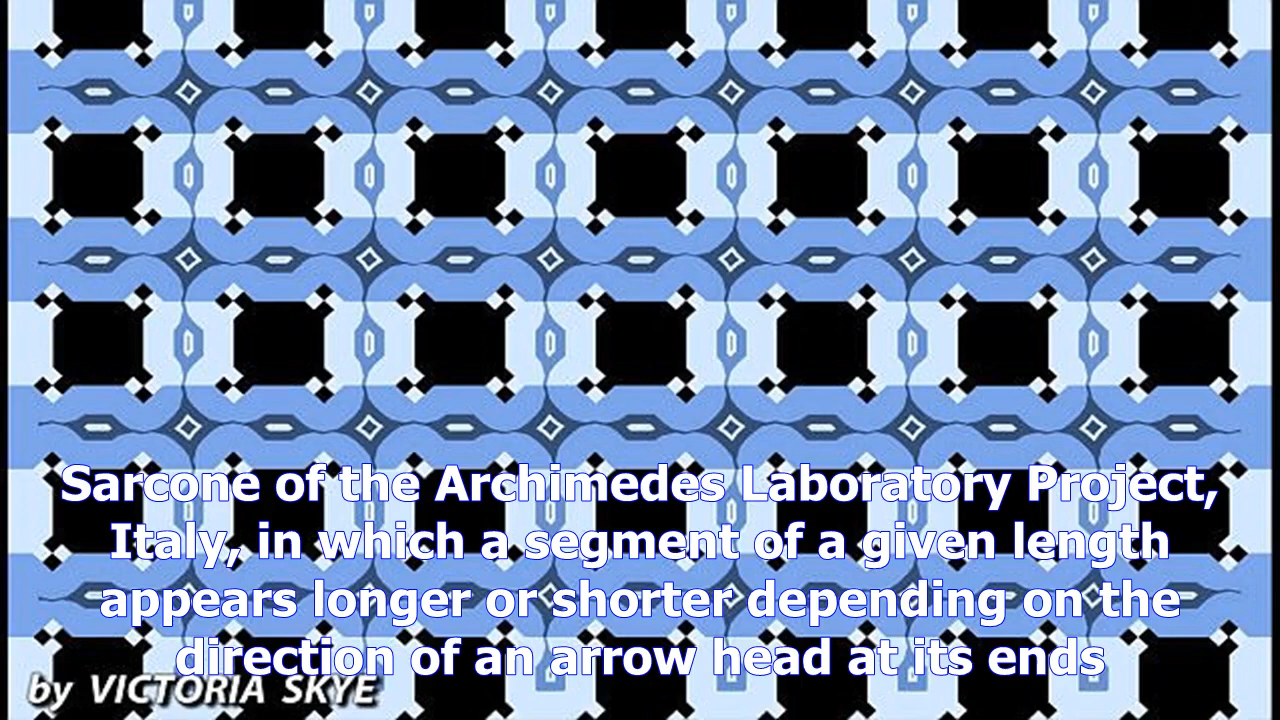 Sarcone of the Archimedes Laboratory Project,
Italy, in which a segment of a given length
appears longer or shorter depending on the
direction of an arrow head at its ends
by VICTORIA SKYE